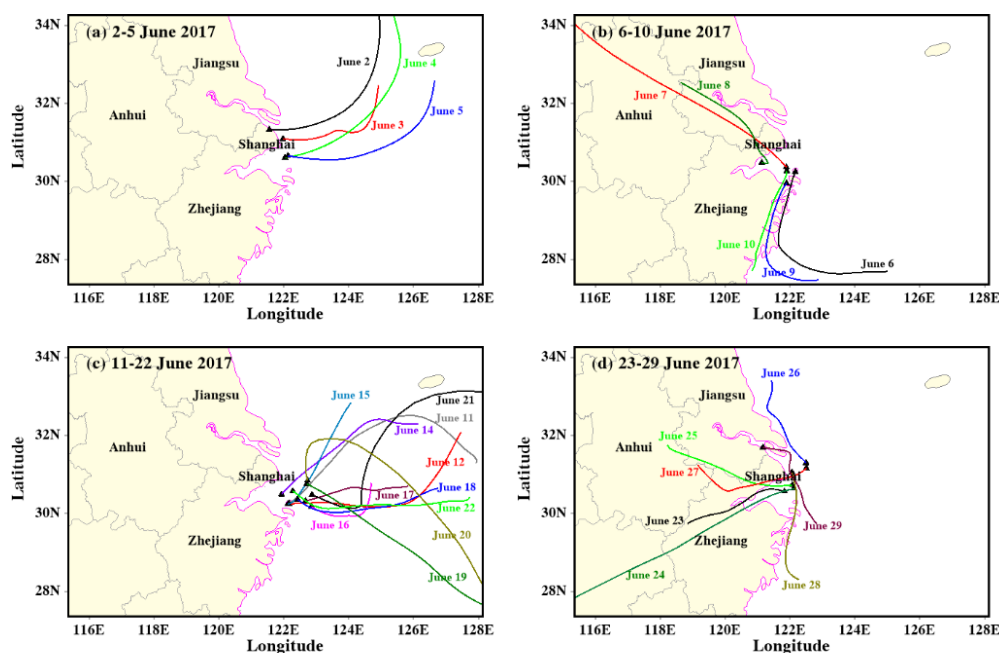 (a) 2-5 June 2017
34N
32N
30N
28N
Latitude
Jiangsu
Anhui
Shanghai
Zhejiang
June 2
June 4
June 5
June 3
116E 118E 120E 122E 124E 126E 128E
Longitude
(b) 6-10 June 2017
34N
32N
30N
28N
Latitude
Jiangsu
Anhui
Shanghai
Zhejiang
June 8
June 7
June 10
June 9
June 6
116E 118E 120E 122E 124E 126E 128E
Longitude
(c) 11-22 June 2017
34N
32N
30N
28N
Latitude
Jiangsu
Anhui
Shanghai
Zhejiang
June 15
June 21
June 11
June 14
June 12
June 18
June 17
June 22
June 16
June 20
June 19
116E 118E 120E 122E 124E 126E 128E
Longitude
(d) 23-29 June 2017
34N
32N
30N
28N
Latitude
Jiangsu
Anhui
Shanghai
Zhejiang
June 26
June 25
June 27
June 23
June 29
June 24
June 28
116E 118E 120E 122E 124E 126E 128E
Longitude